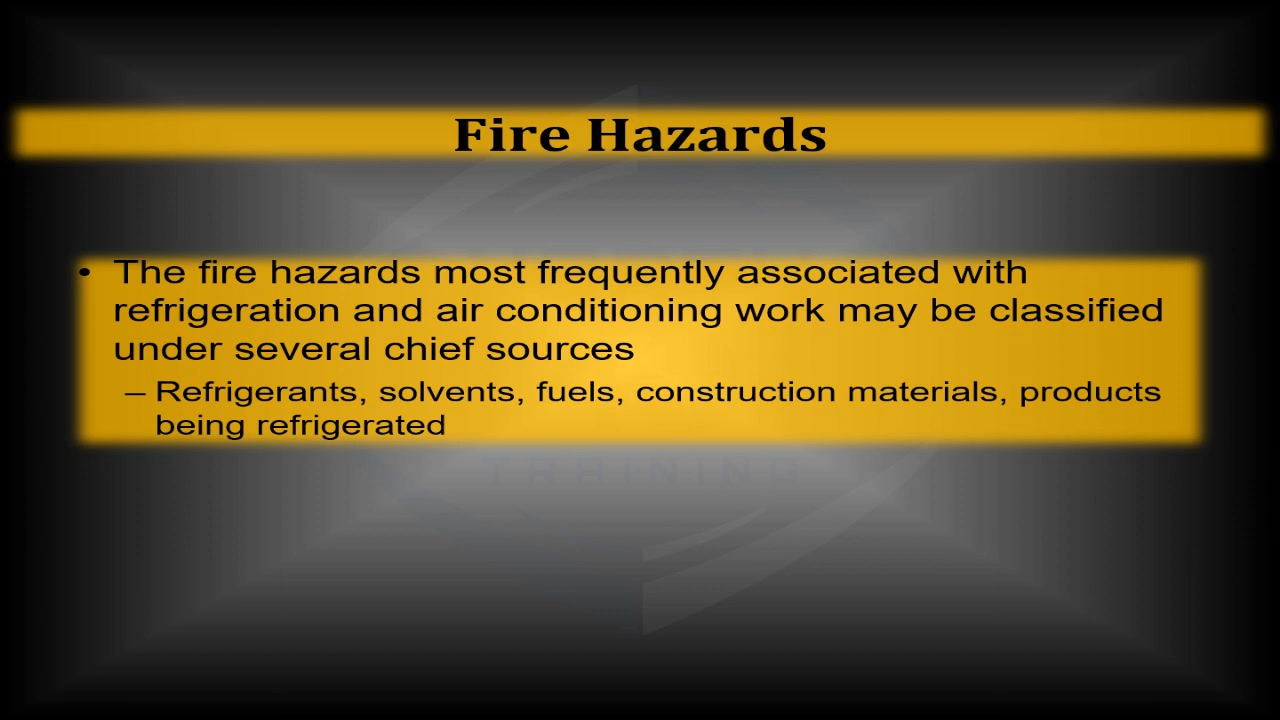 Fire Hazards
• The fire hazards most frequently associated with
refrigeration and air conditioning work may be classified
under several chief sources
– Refrigerants, solvents, fuels, construction materials, products
being refrigerated
TRAINING